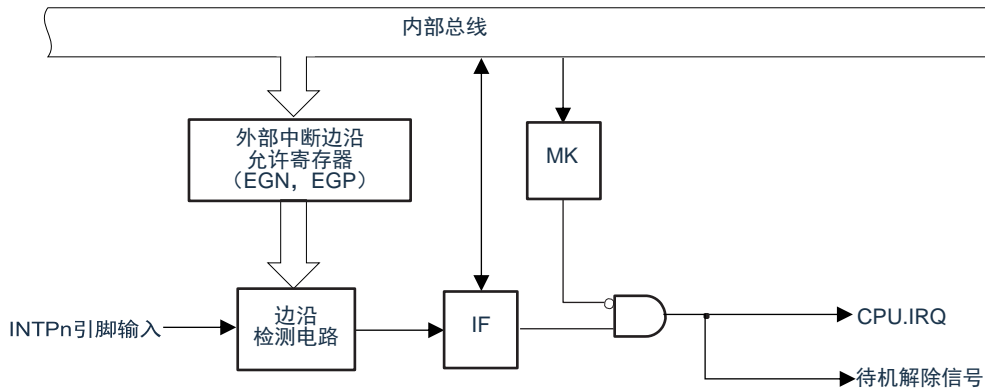 内部总线
外部中断边沿
允许寄存器
（EGN，EGP）
MK
INTPn引脚输入
边沿
检测电路
IF
CPU.IRQ
待机解除信号